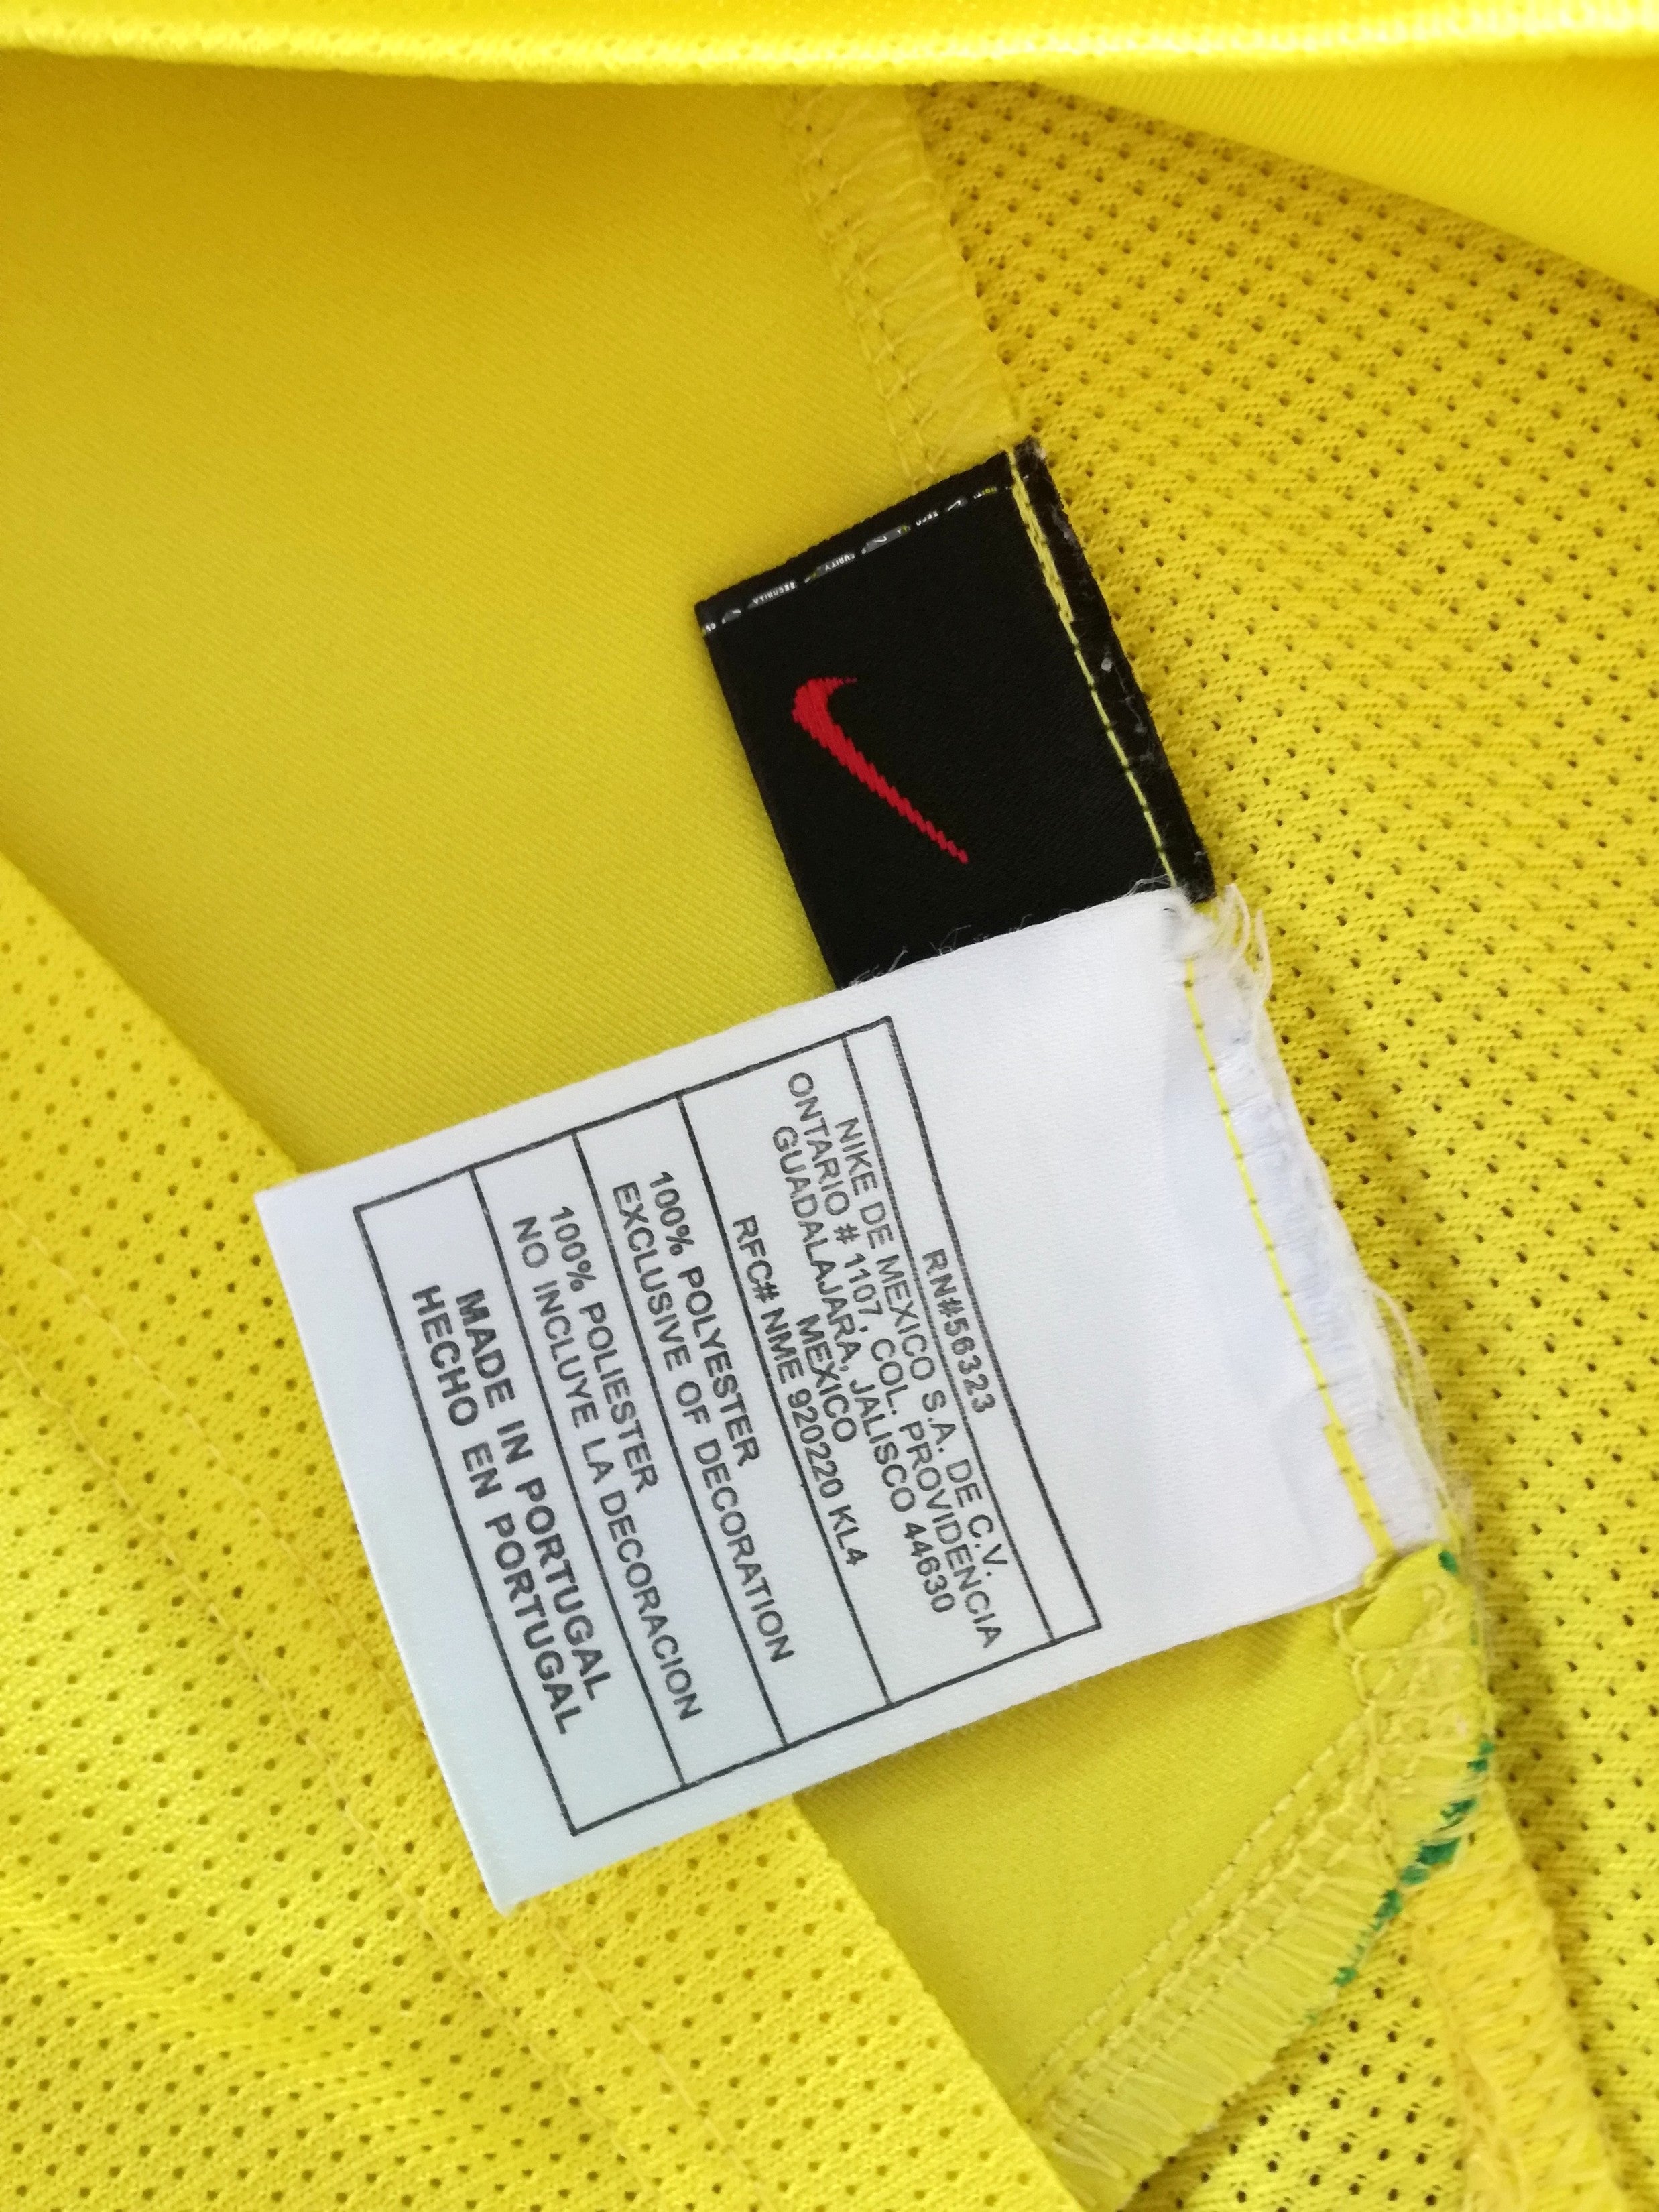 RN#56323
NIKE DE MEXICO S.A. DE C.V.
ONTARIO # 1107, COL. PROVIDENCIA
GUADALAJARA, JALISCO 44630
MEXICO
RFC# NME 920220 KL4
100% POLYESTER
EXCLUSIVE OF DECORATION
100% POLIESTER
NO INCLUYE LA DECORACION
MADE IN PORTUGAL
HECHO EN PORTUGAL